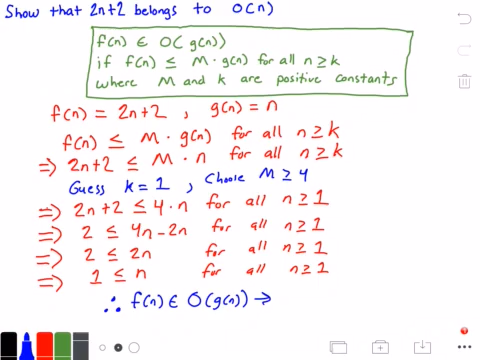 Show that 2n+2 belongs to O(n)
f(n) ∈ O(g(n))
if f(n) ≤ M · g(n) for all n ≥ k
where M and k are positive constants
f(n) = 2n+2 , g(n) = n
f(n) ≤ M · g(n) for all n ≥ k
=> 2n+2 ≤ M · n for all n ≥ k
Guess k = 1 , Choose M ≥ 4
=> 2n+2 ≤ 4 · n for all n ≥ 1
=> 2 ≤ 4n-2n for all n ≥ 1
=> 2 ≤ 2n for all n ≥ 1
=> 1 ≤ n for all n ≥ 1
∴ f(n) ∈ O(g(n)) →